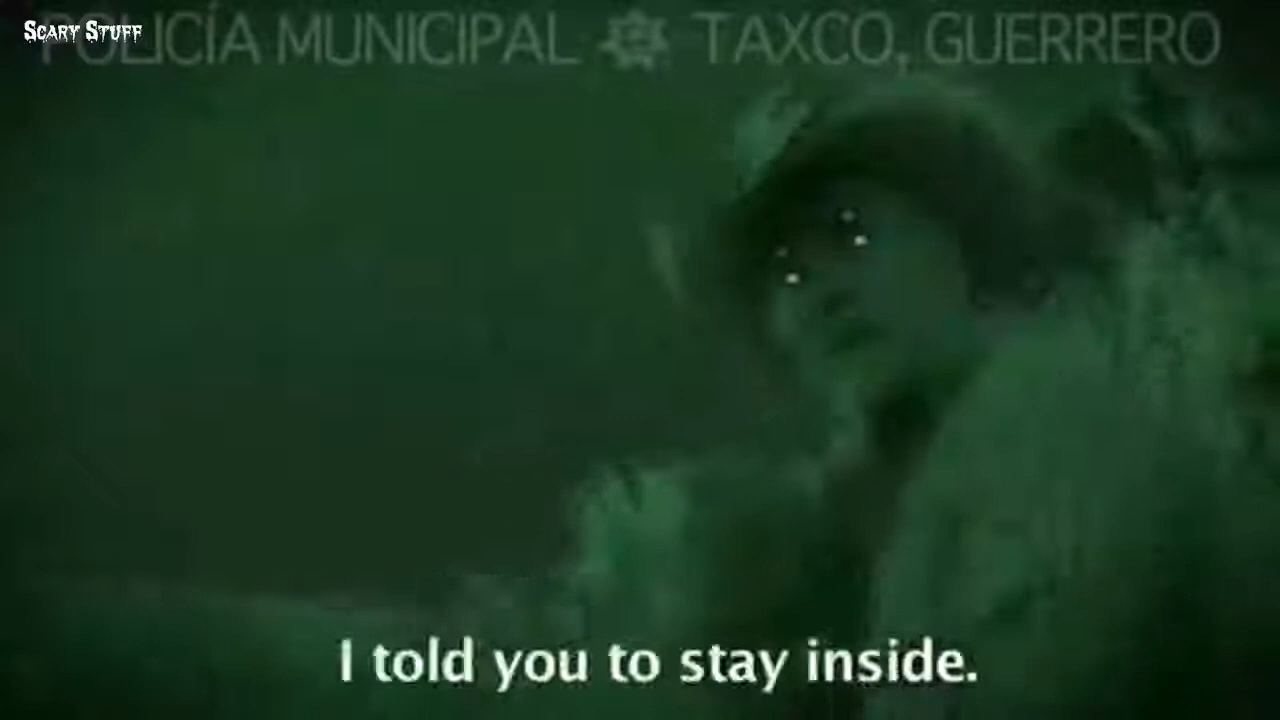 SCARY STUFF
POLICÍA MUNICIPAL TAXCO, GUERRERO
I told you to stay inside.